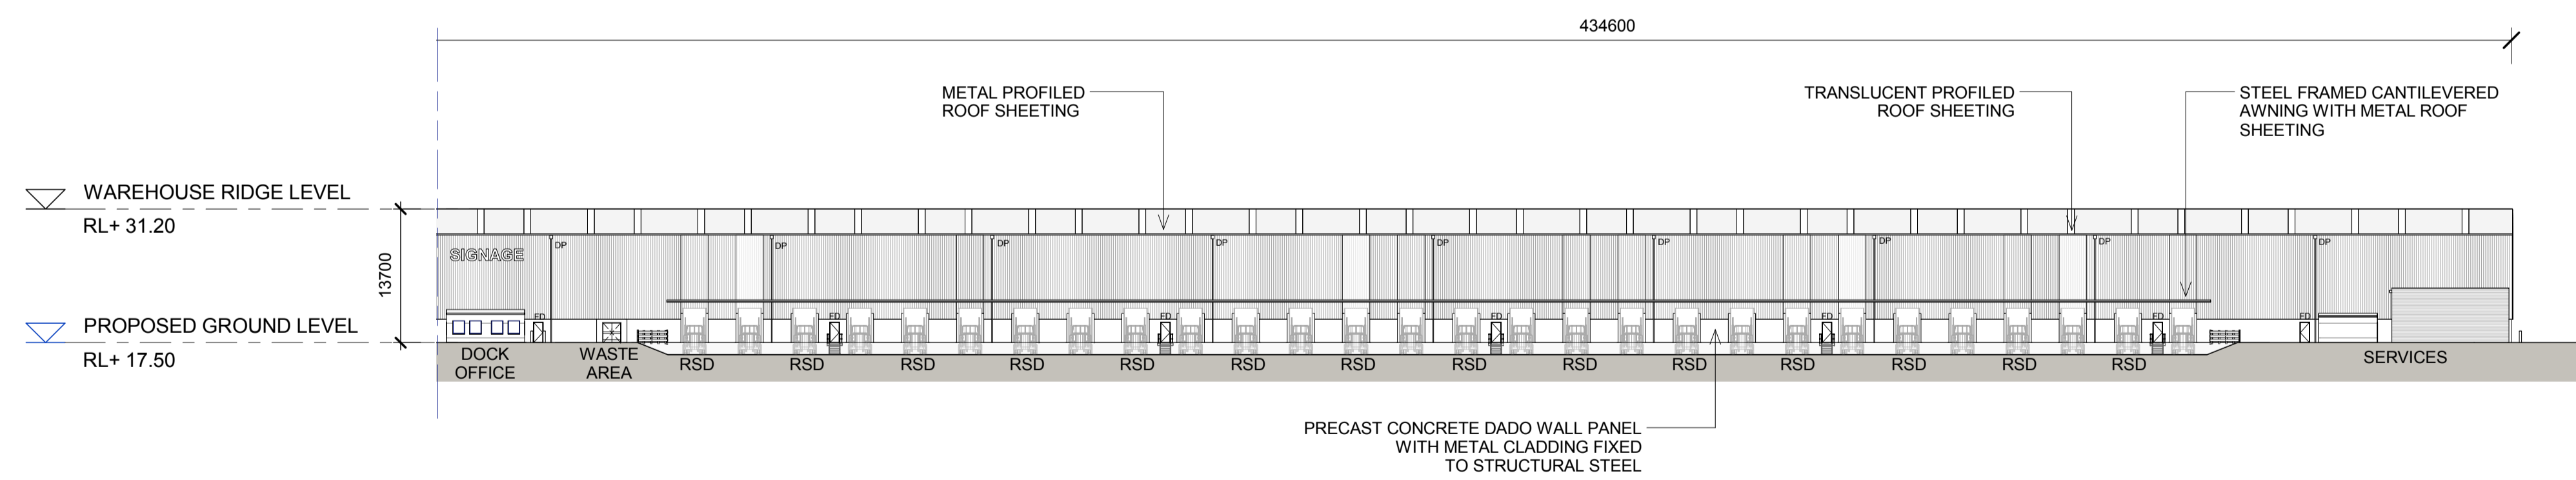 434600
METAL PROFILED
ROOF SHEETING
TRANSLUCENT PROFILED
ROOF SHEETING
STEEL FRAMED CANTILEVERED
AWNING WITH METAL ROOF
SHEETING
WAREHOUSE RIDGE LEVEL
RL+ 31.20
13700
PROPOSED GROUND LEVEL
RL+ 17.50
SIGNAGE
DP
DP
DP
DP
DP
DP
DP
DP
DP
FD
FD
FD
FD
FD
FD
FD
DOCK
OFFICE
WASTE
AREA
RSD
RSD
RSD
RSD
RSD
RSD
RSD
RSD
RSD
RSD
RSD
RSD
RSD
RSD
SERVICES
PRECAST CONCRETE DADO WALL PANEL
WITH METAL CLADDING FIXED
TO STRUCTURAL STEEL